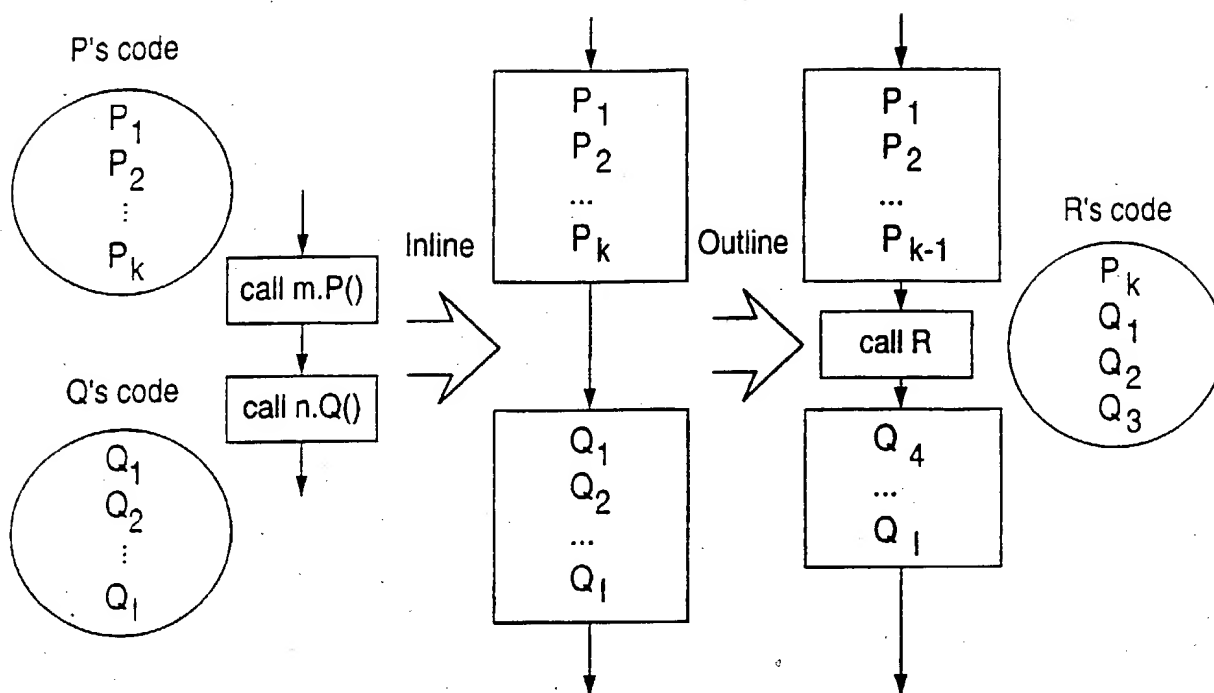 P's code
P1
P2
...
Pk
call m.P()
call n.Q()
Q's code
Q1
Q2
...
Ql
Inline
P1
P2
...
Pk
Q1
Q2
...
Ql
Outline
P1
P2
...
Pk-1
call R
Q4
...
Ql
R's code
Pk
Q1
Q2
Q3